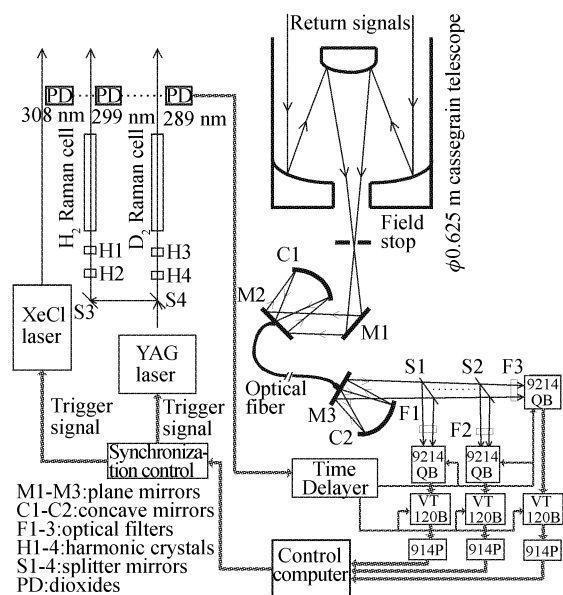 Return signals
PD PD PD
308 nm 299 nm 289 nm
H2 Raman cell
D2 Raman cell
φ0.625 m cassegrain telescope
Field
stop
H1 H3
H2 H4
S3 S4
C1
M2
M1
XeCl
laser
YAG
laser
Optical
fiber
S1 S2 F3
9214
QB
M3
F1
F2
C2
Trigger
signal
Trigger
signal
9214
QB
9214
QB
Synchroni-
zation control
Time
Delayer
VT
120B
VT
120B
VT
120B
914P 914P 914P
Control
computer
M1-M3:plane mirrors
C1-C2:concave mirrors
F1-3:optical filters
H1-4:harmonic crystals
S1-4:splitter mirrors
PD:dioxides